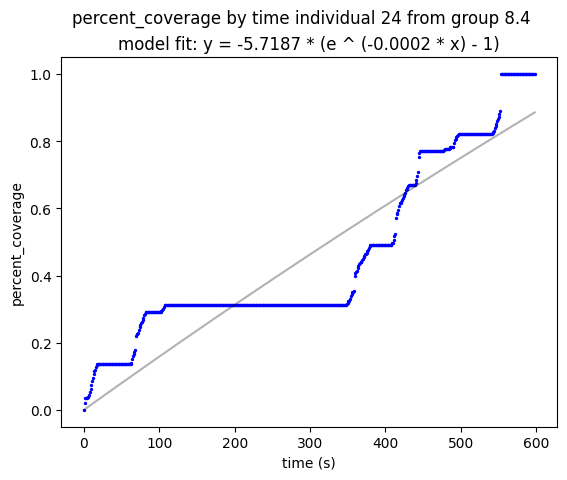 percent_coverage by time individual 24 from group 8.4
model fit: y = -5.7187 * (e ^ (-0.0002 * x) - 1)
percent_coverage
1.0
0.8
0.6
0.4
0.2
0.0
0 100 200 300 400 500 600
time (s)